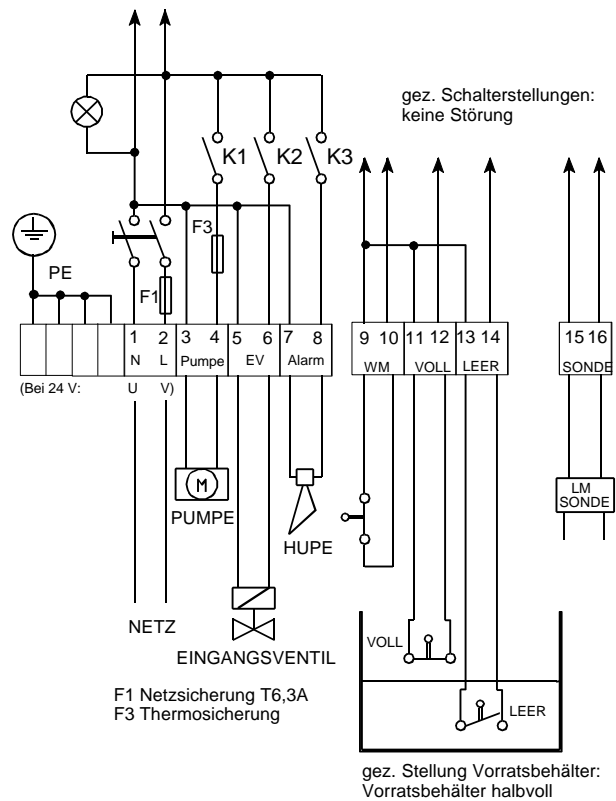 gez. Schalterstellungen:
keine Störung
K1
K2
K3
F3
PE
F1
1 2 3 4 5 6 7 8 9 10 11 12 13 14 15 16
N L Pumpe EV Alarm WM VOLL LEER SONDE
(Bei 24 V: U V)
M
LM
SONDE
PUMPE
HUPE
NETZ
EINGANGSVENTIL
VOLL
LEER
F1 Netzsicherung T6,3A
F3 Thermosicherung
gez. Stellung Vorratsbehälter:
Vorratsbehälter halbvoll